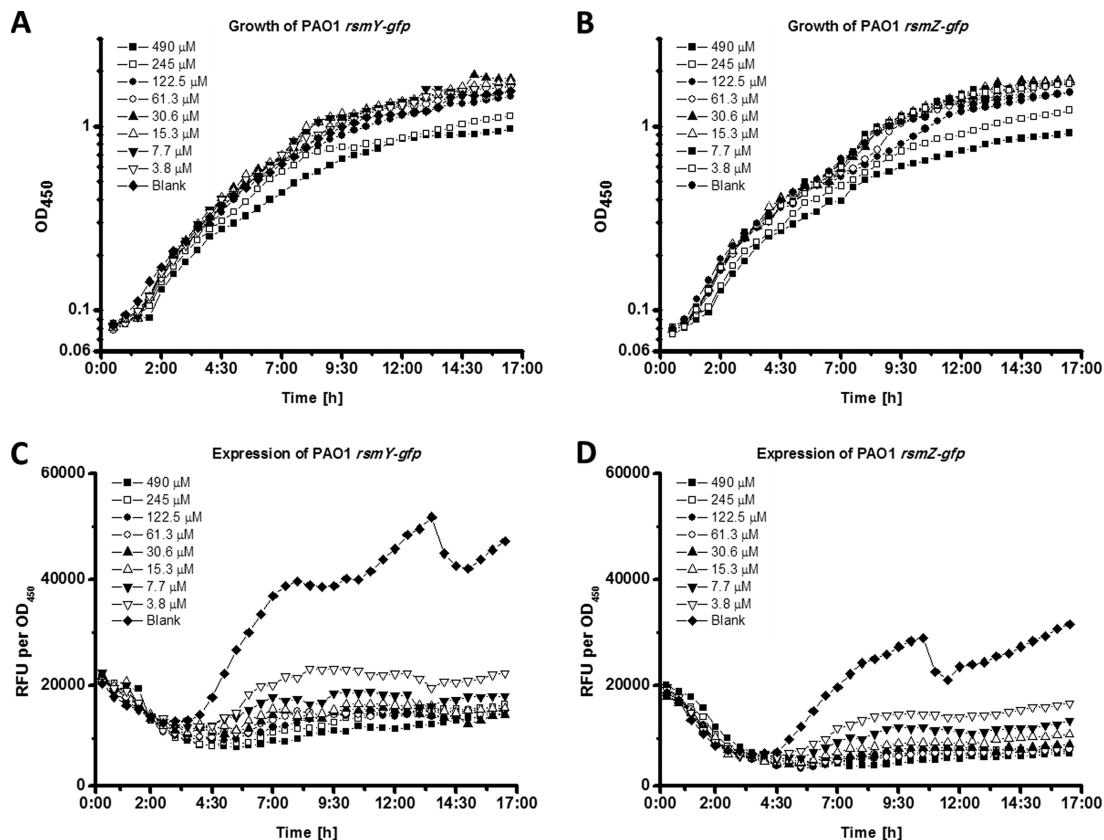 A
Growth of PAO1 rsmY-gfp
490 µM
245 µM
122.5 µM
61.3 µM
30.6 µM
15.3 µM
7.7 µM
3.8 µM
Blank
OD450
1
0.1
0.06
0:00 2:00 4:30 7:00 9:30 12:00 14:30 17:00
Time [h]
B
Growth of PAO1 rsmZ-gfp
490 µM
245 µM
122.5 µM
61.3 µM
30.6 µM
15.3 µM
7.7 µM
3.8 µM
Blank
OD450
1
0.1
0.06
0:00 2:00 4:30 7:00 9:30 12:00 14:30 17:00
Time [h]
C
Expression of PAO1 rsmY-gfp
490 µM
245 µM
122.5 µM
61.3 µM
30.6 µM
15.3 µM
7.7 µM
3.8 µM
Blank
RFU per OD450
60000
40000
20000
0
0:00 2:00 4:30 7:00 9:30 12:00 14:30 17:00
Time [h]
D
Expression of PAO1 rsmZ-gfp
490 µM
245 µM
122.5 µM
61.3 µM
30.6 µM
15.3 µM
7.7 µM
3.8 µM
Blank
RFU per OD450
60000
40000
20000
0
0:00 2:00 4:30 7:00 9:30 12:00 14:30 17:00
Time [h]